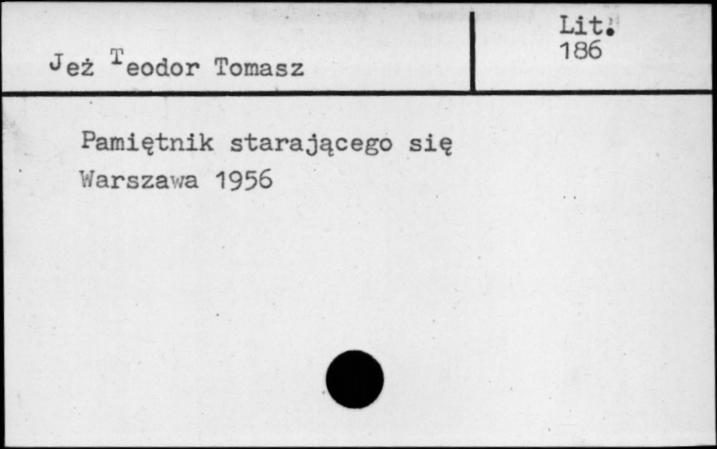 Jeż Teodor Tomasz
Lit.
186
Pamiętnik starającego się
Warszawa 1956